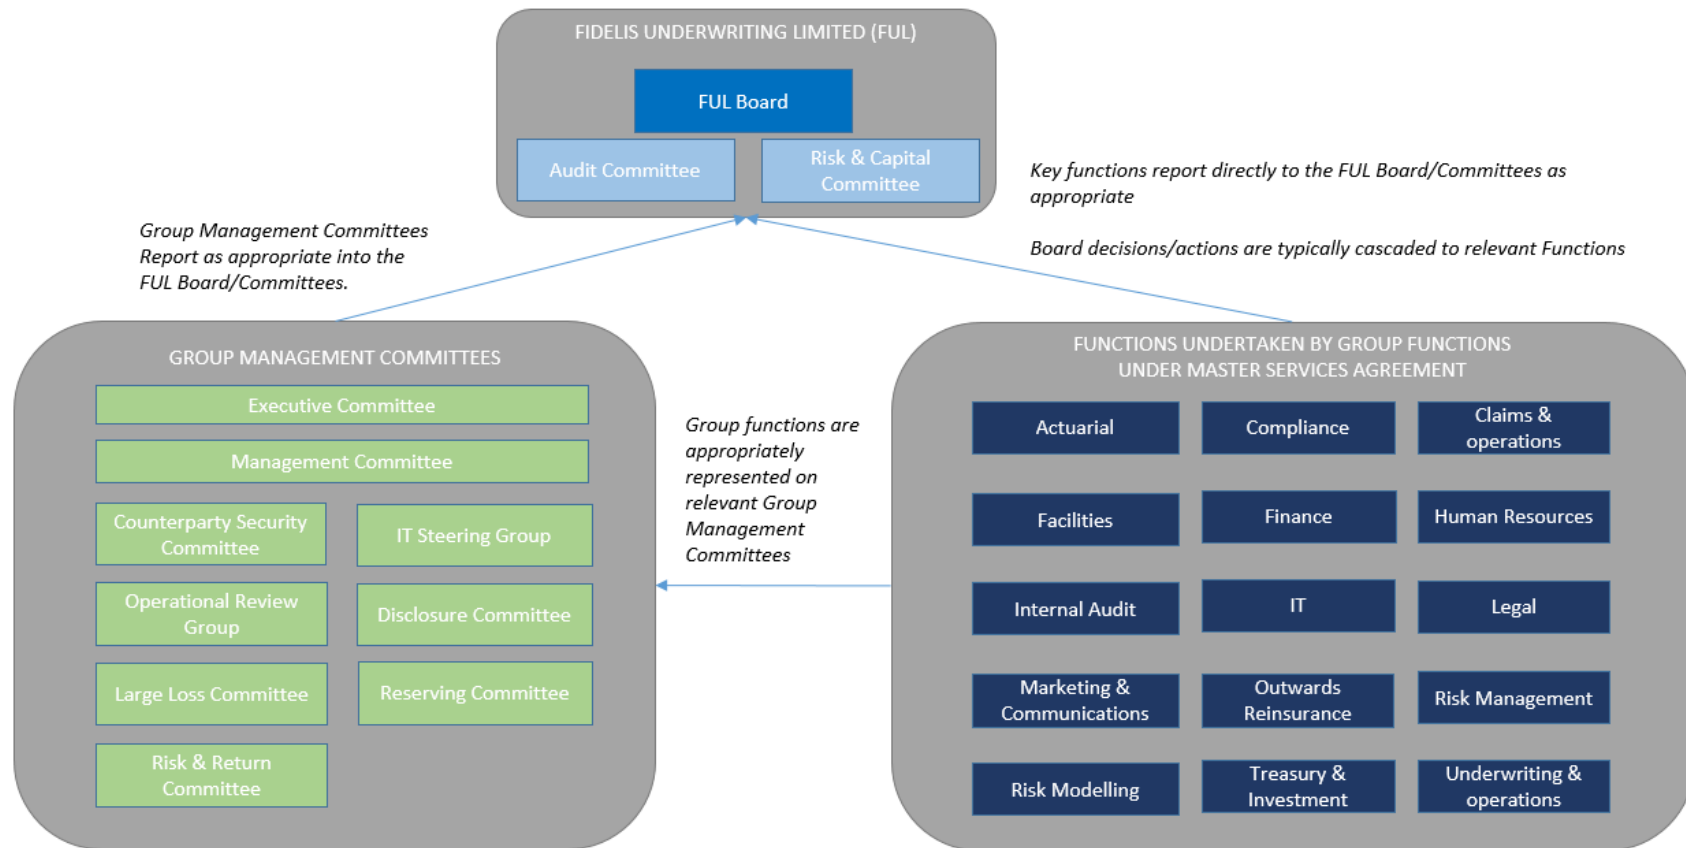 FIDELIS UNDERWRITING LIMITED (FUL)
FUL Board
Audit Committee
Risk & Capital
Committee
Key functions report directly to the FUL Board/Committees as
appropriate
Board decisions/actions are typically cascaded to relevant Functions
Group Management Committees
Report as appropriate into the
FUL Board/Committees.
GROUP MANAGEMENT COMMITTEES
Executive Committee
Management Committee
Counterparty Security
Committee
IT Steering Group
Operational Review
Group
Disclosure Committee
Large Loss Committee
Reserving Committee
Risk & Return
Committee
Group functions are
appropriately
represented on
relevant Group
Management
Committees
FUNCTIONS UNDERTAKEN BY GROUP FUNCTIONS
UNDER MASTER SERVICES AGREEMENT
Actuarial
Compliance
Claims &
operations
Facilities
Finance
Human Resources
Internal Audit
IT
Legal
Marketing &
Communications
Outwards
Reinsurance
Risk Management
Risk Modelling
Treasury &
Investment
Underwriting &
operations